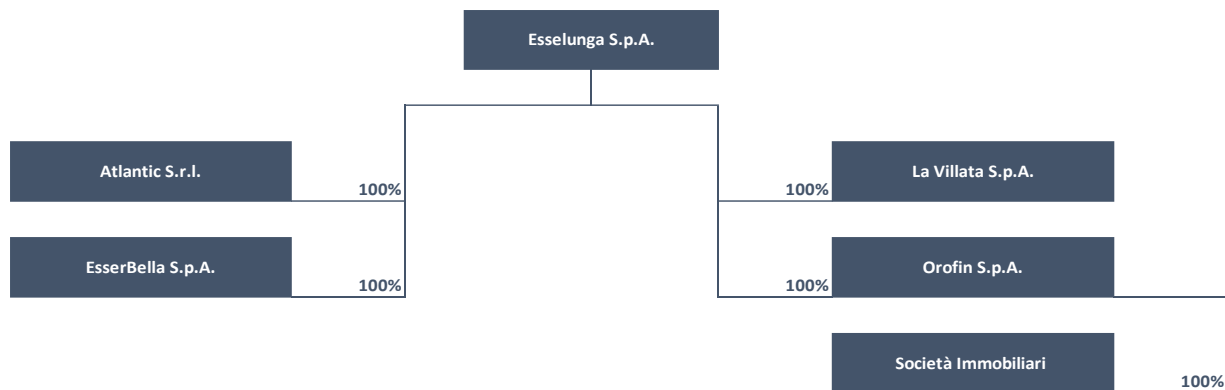 Esselunga S.p.A.
Atlantic S.r.l.
100%
100%
La Villata S.p.A.
EsserBella S.p.A.
100%
100%
Orofin S.p.A.
Società Immobiliari
100%